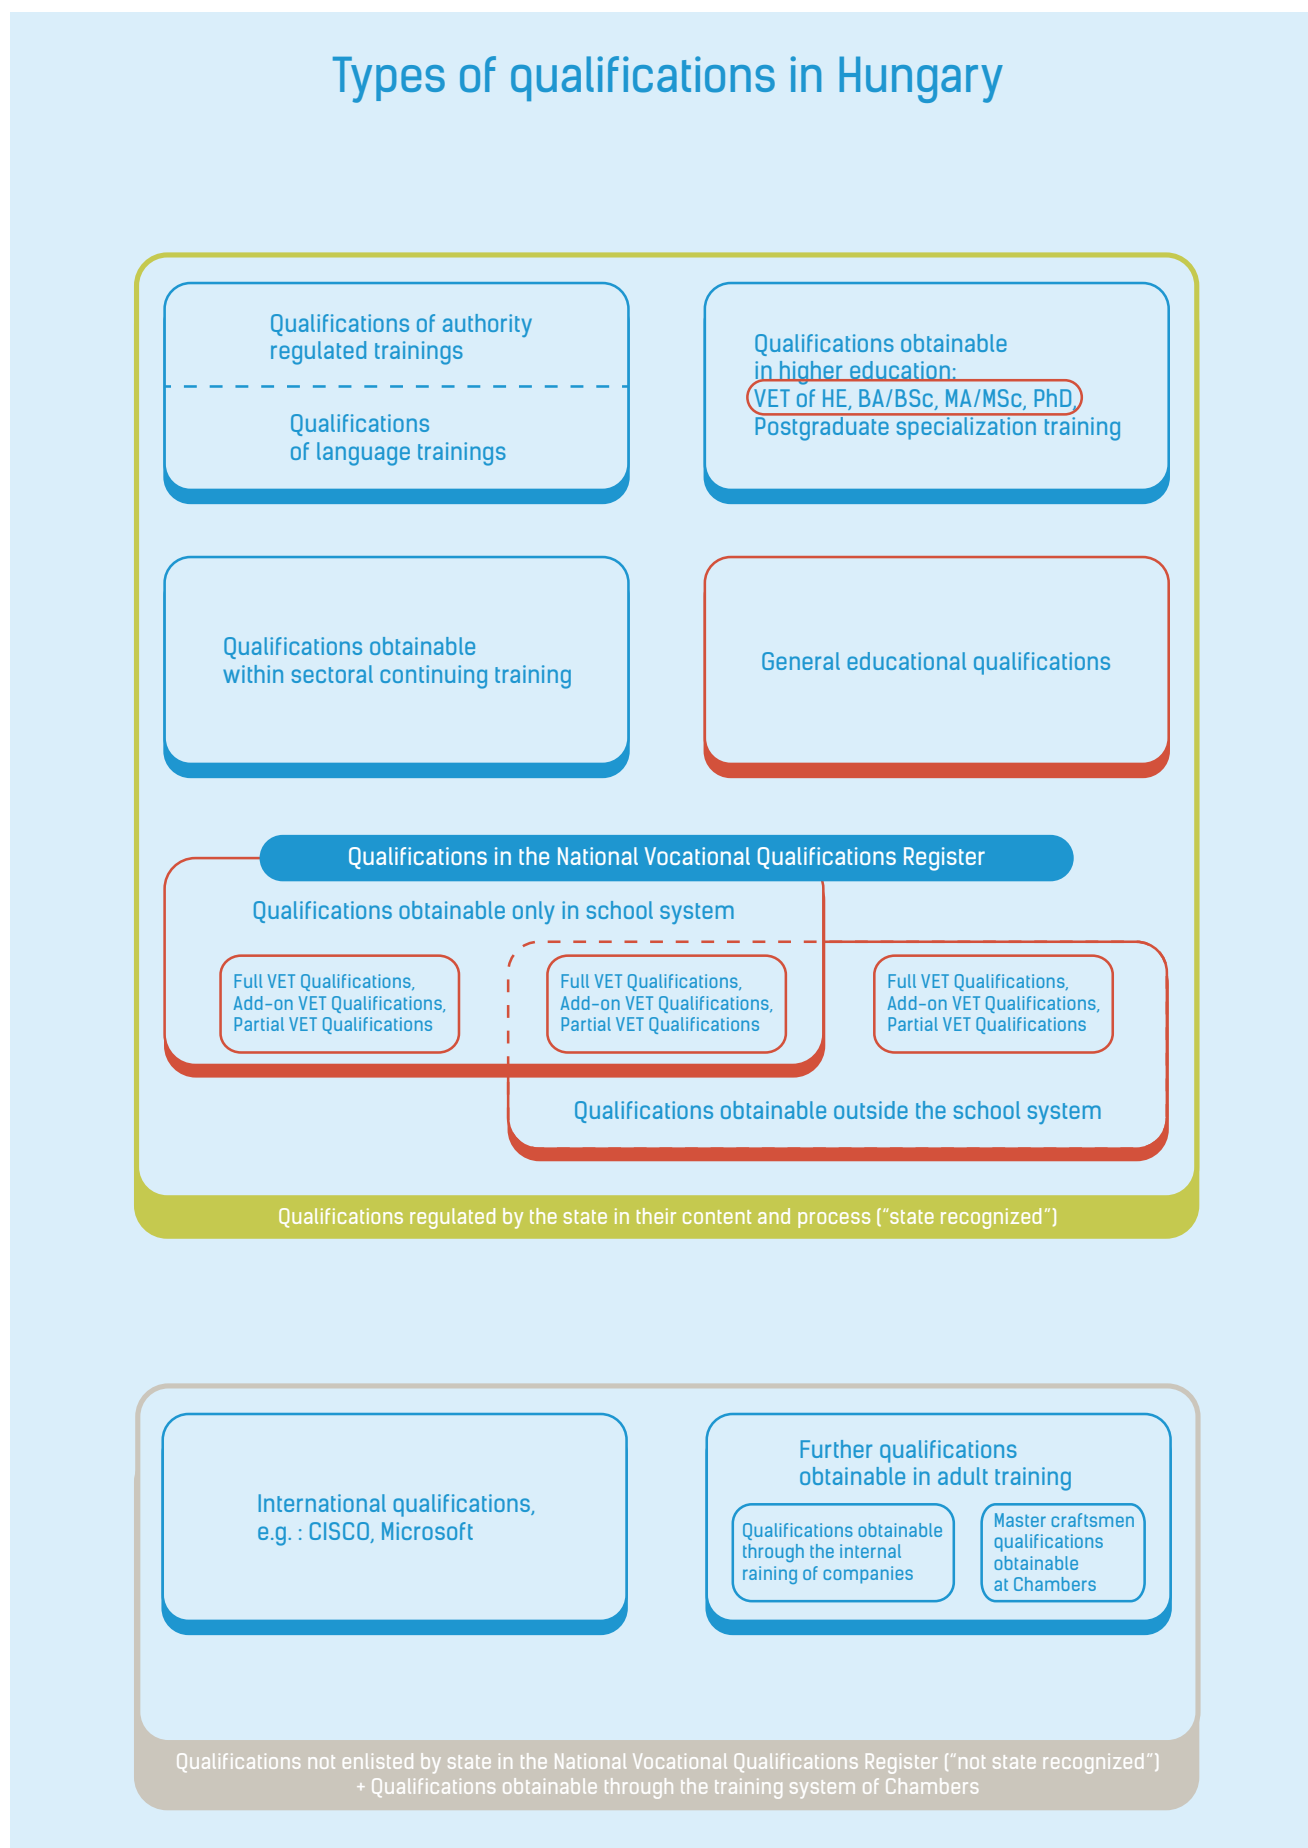 Types of qualifications in Hungary
Qualifications of authority
regulated trainings
Qualifications
of language trainings
Qualifications obtainable
in higher education:
VET of HE, BA/BSc, MA/MSc, PhD,
Postgraduate specialization training
Qualifications obtainable
within sectoral continuing training
General educational qualifications
Qualifications in the National Vocational Qualifications Register
Qualifications obtainable only in school system
Full VET Qualifications,
Add-on VET Qualifications,
Partial VET Qualifications
Full VET Qualifications,
Add-on VET Qualifications,
Partial VET Qualifications
Full VET Qualifications,
Add-on VET Qualifications,
Partial VET Qualifications
Qualifications obtainable outside the school system
Qualifications regulated by the state in their content and process (“state recognized”)
International qualifications,
e.g. : CISCO, Microsoft
Further qualifications
obtainable in adult training
Qualifications obtainable
through the internal
raining of companies
Master craftsmen
qualifications
obtainable
at Chambers
Qualifications not enlisted by state in the National Vocational Qualifications Register (“not state recognized”)
+ Qualifications obtainable through the training system of Chambers